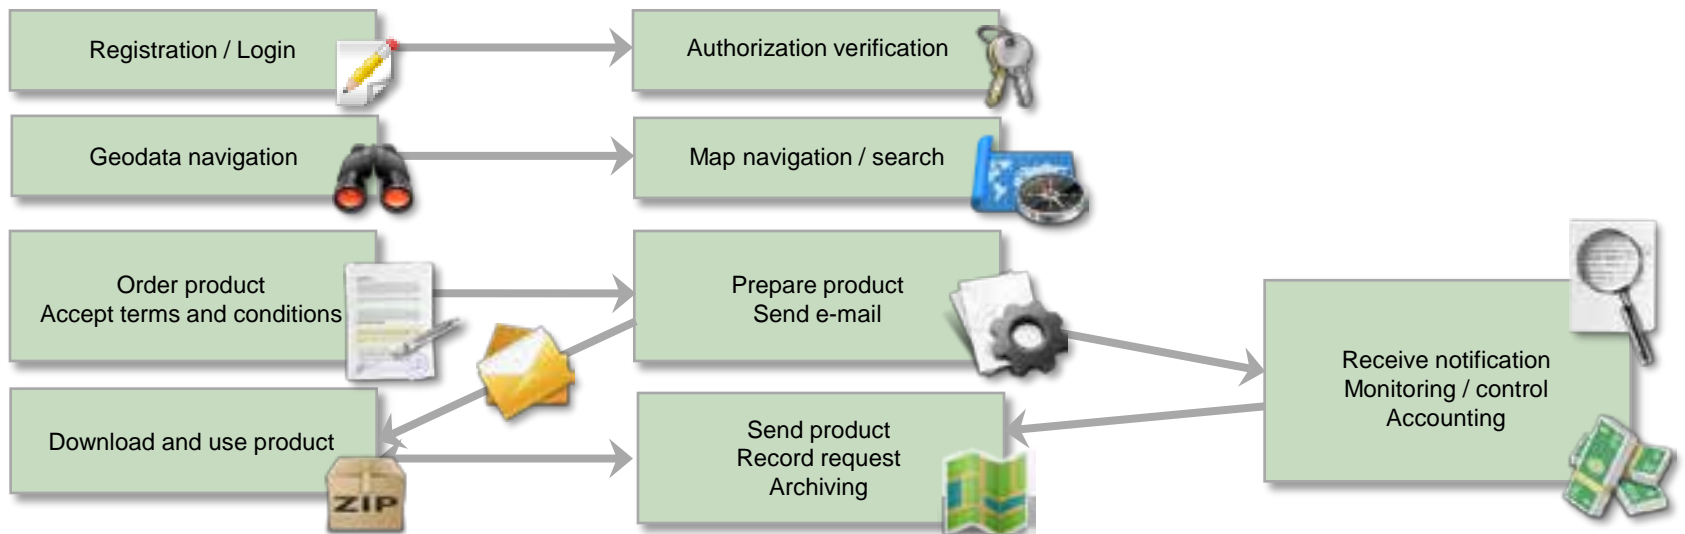 Registration / Login
Authorization verification
Geodata navigation
Map navigation / search
Order product
Accept terms and conditions
Prepare product
Send e-mail
Receive notification
Monitoring / control
Accounting
Download and use product
Send product
Record request
Archiving
ZIP